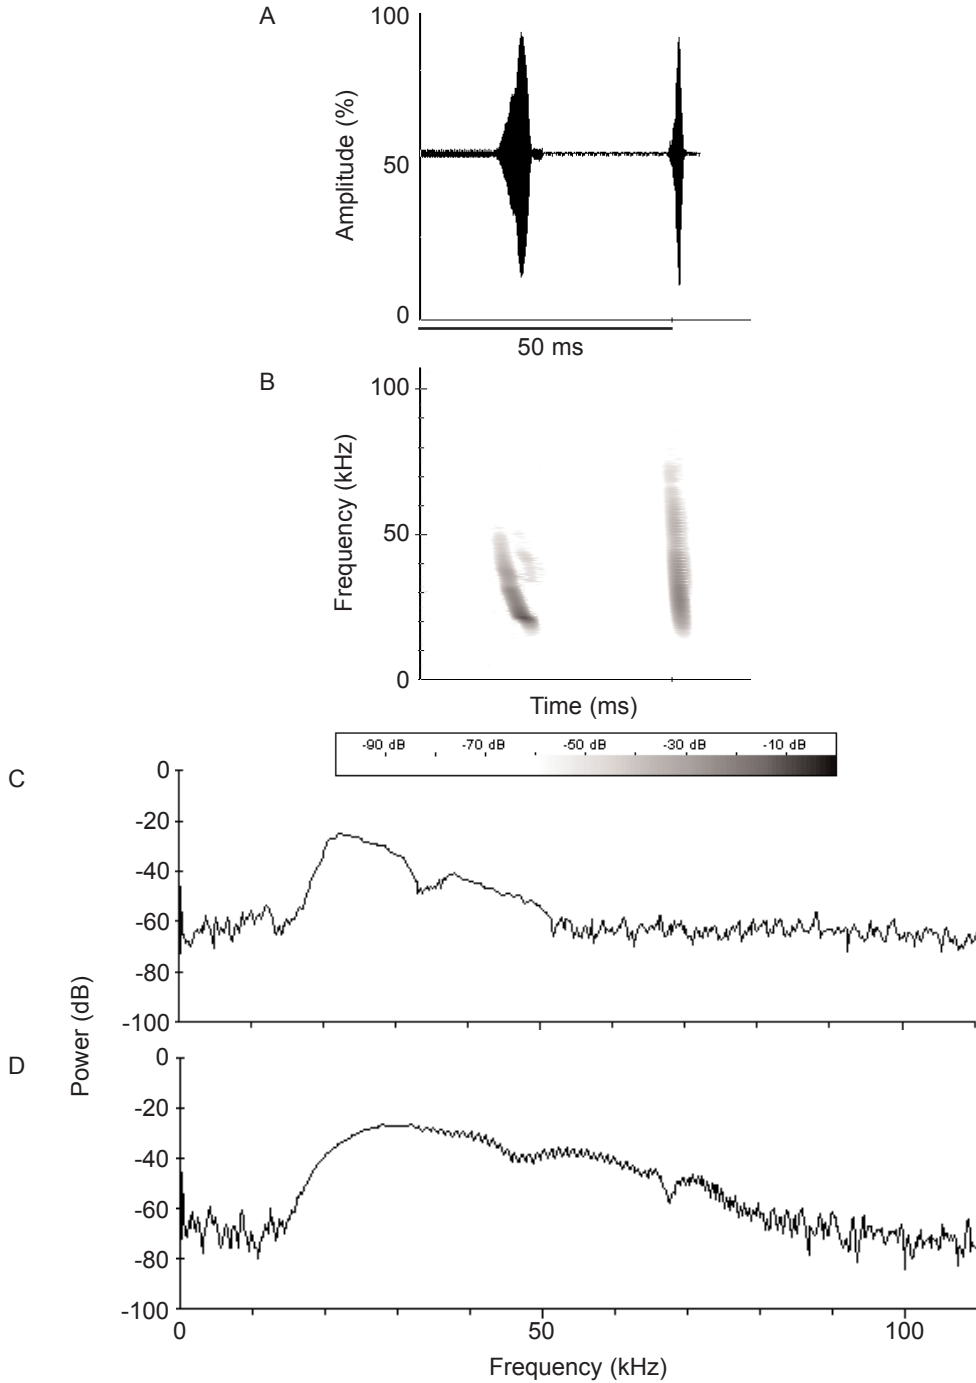 A
100
Amplitude (%)
50
0
50 ms
B
100
Frequency (kHz)
50
0
Time (ms)
-90 dB -70 dB -50 dB -30 dB -10 dB
C
0
-20
-40
-60
-80
-100
Power (dB)
D
0
-20
-40
-60
-80
-100
0 50 100
Frequency (kHz)